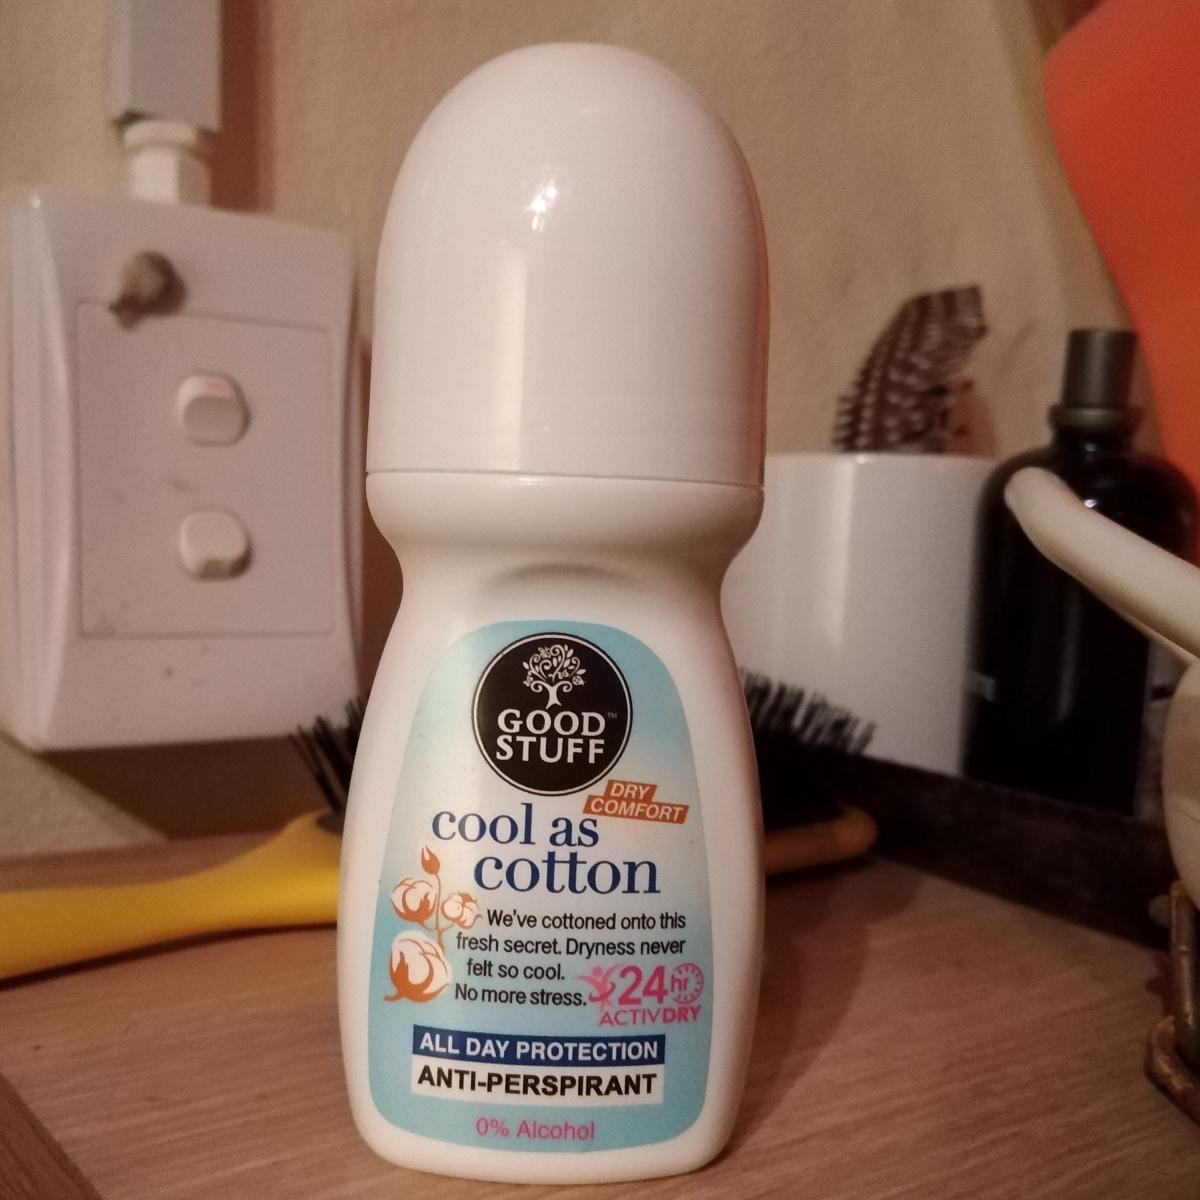 GOOD™
STUFF
DRY
COMFORT
cool as
cotton
We've cottoned onto this
fresh secret. Dryness never
felt so cool.
No more stress.
24hr
ACTIVDRY
ALL DAY PROTECTION
ANTI-PERSPIRANT
0% Alcohol